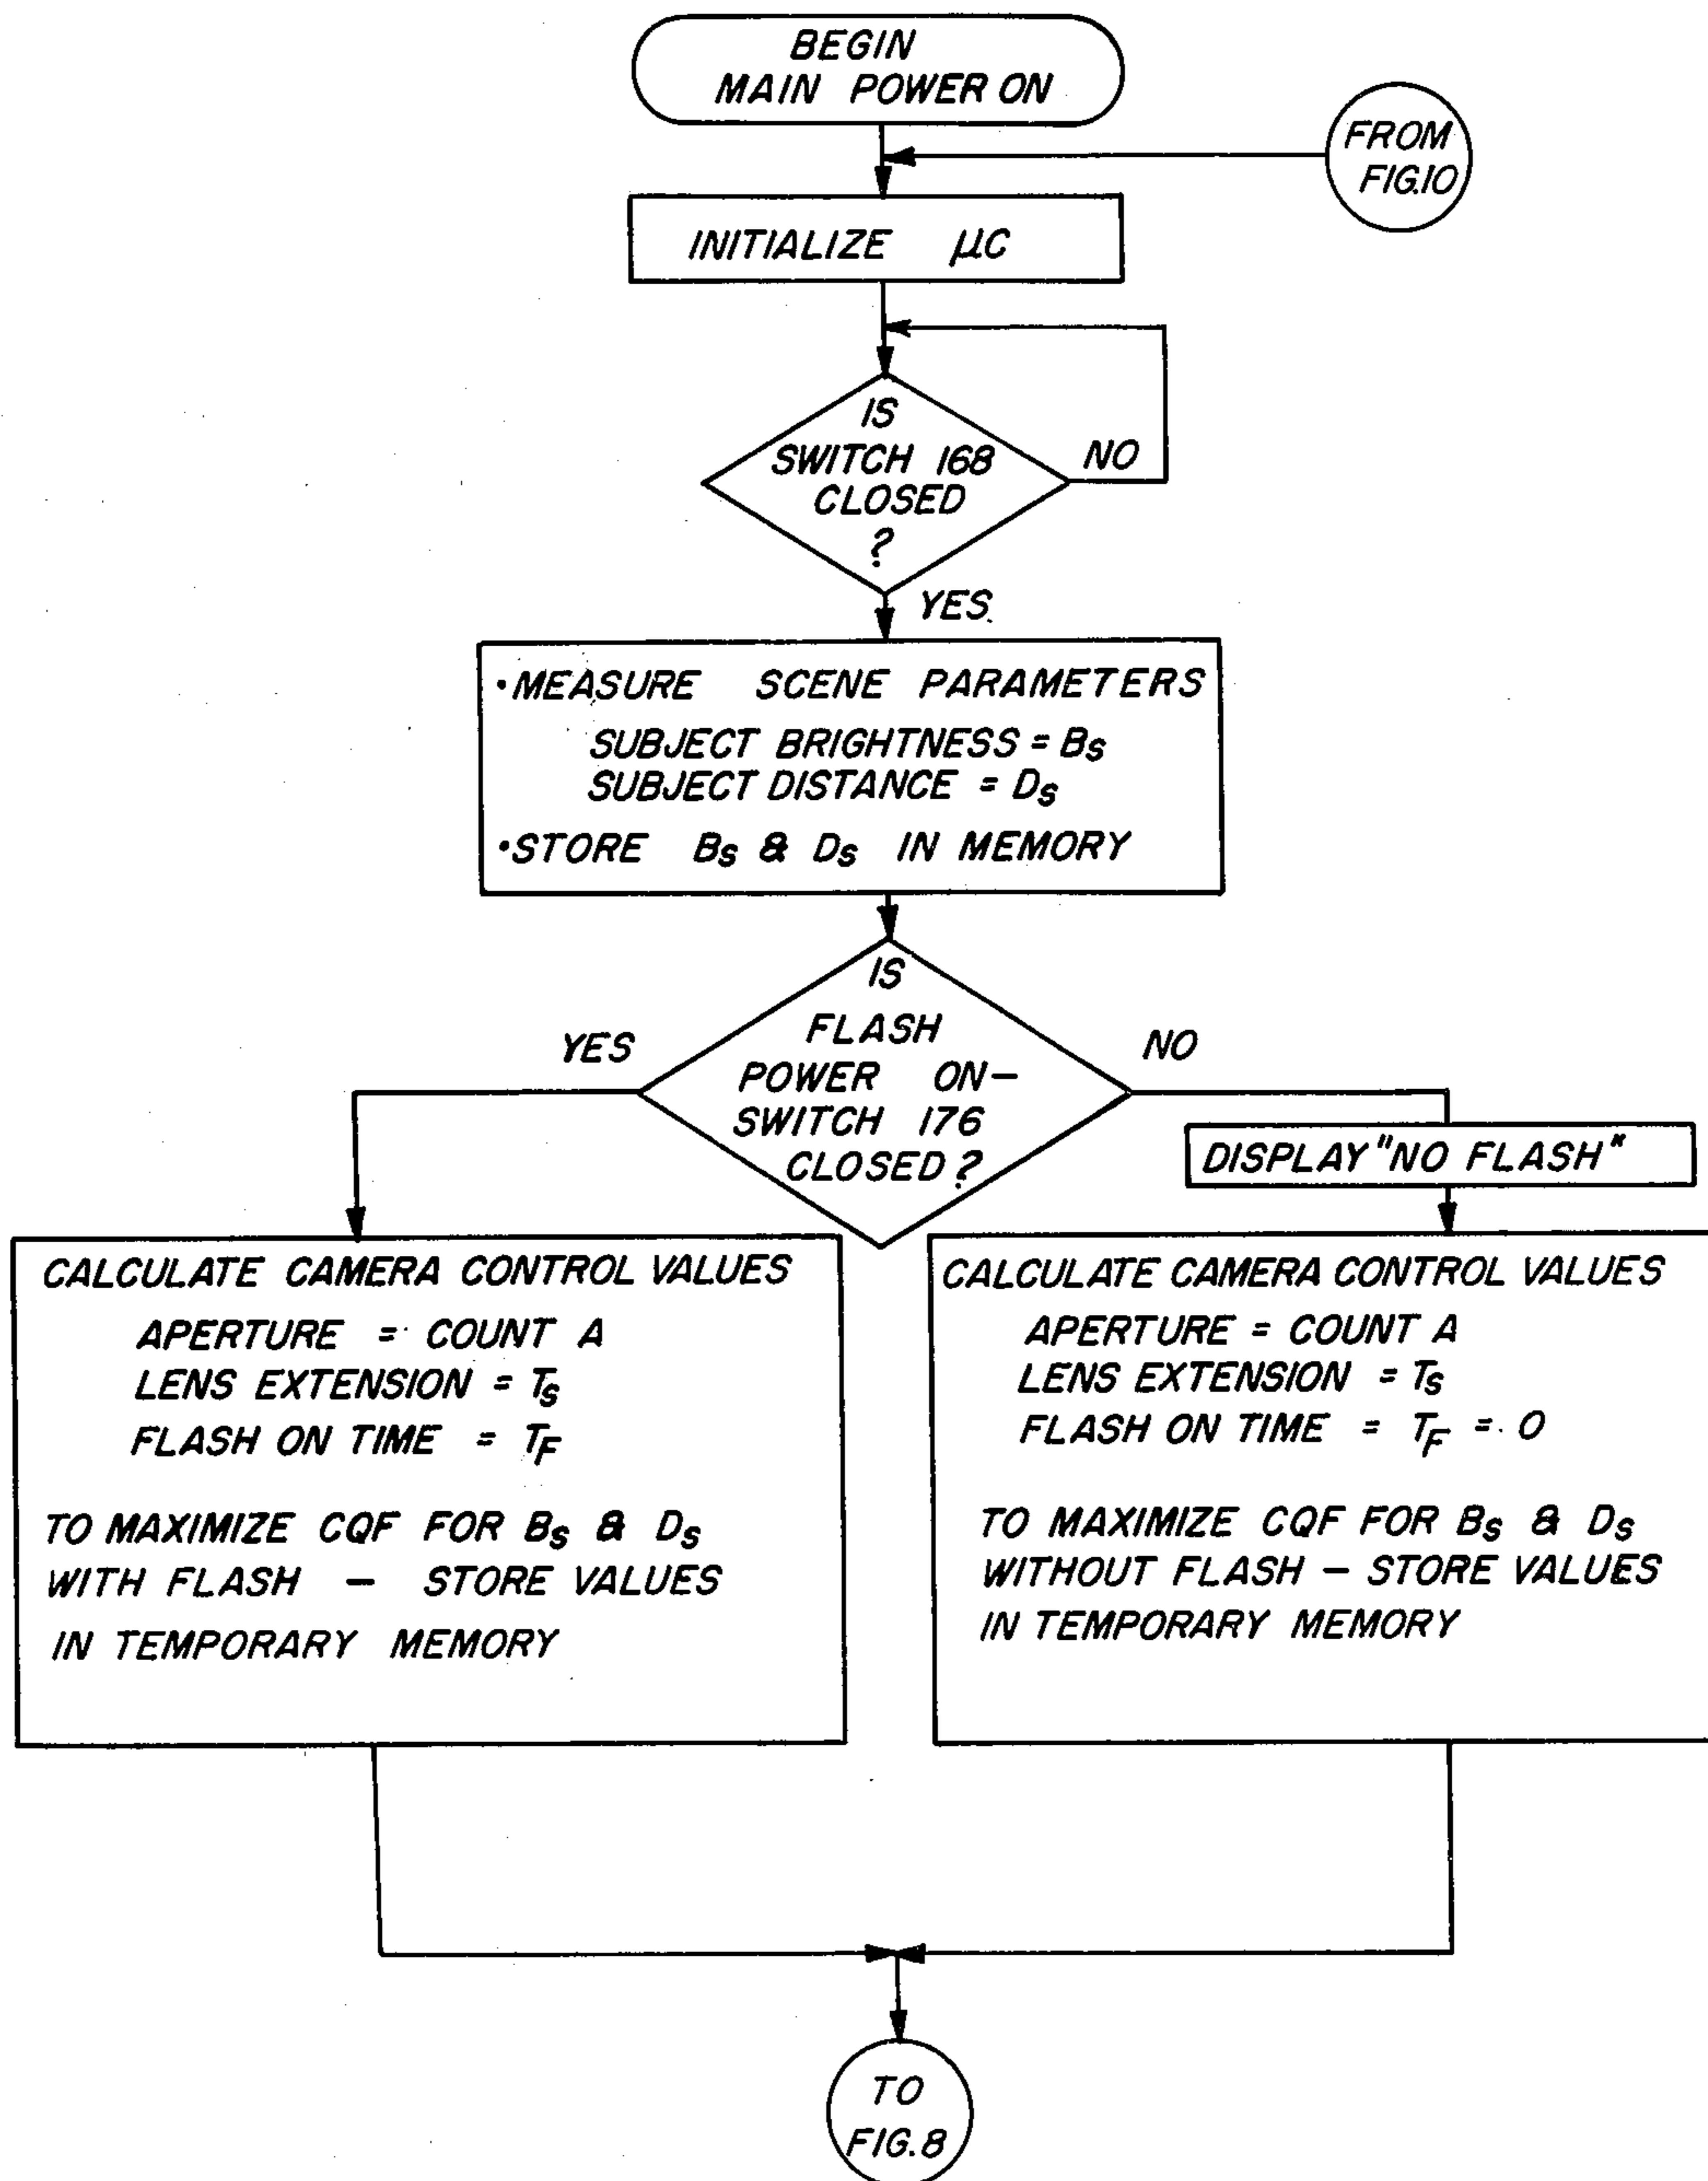 BEGIN
MAIN POWER ON
FROM
FIG.10
INITIALIZE μC
IS
SWITCH 168
CLOSED
?
NO
YES
•MEASURE SCENE PARAMETERS
SUBJECT BRIGHTNESS = BS
SUBJECT DISTANCE = DS
•STORE BS & DS IN MEMORY
IS
FLASH
POWER ON—
SWITCH 176
CLOSED?
YES
NO
DISPLAY "NO FLASH"
CALCULATE CAMERA CONTROL VALUES
APERTURE = COUNT A
LENS EXTENSION = TS
FLASH ON TIME = TF
TO MAXIMIZE CQF FOR BS & DS
WITH FLASH — STORE VALUES
IN TEMPORARY MEMORY
CALCULATE CAMERA CONTROL VALUES
APERTURE = COUNT A
LENS EXTENSION = TS
FLASH ON TIME = TF = 0
TO MAXIMIZE CQF FOR BS & DS
WITHOUT FLASH — STORE VALUES
IN TEMPORARY MEMORY
TO
FIG.8